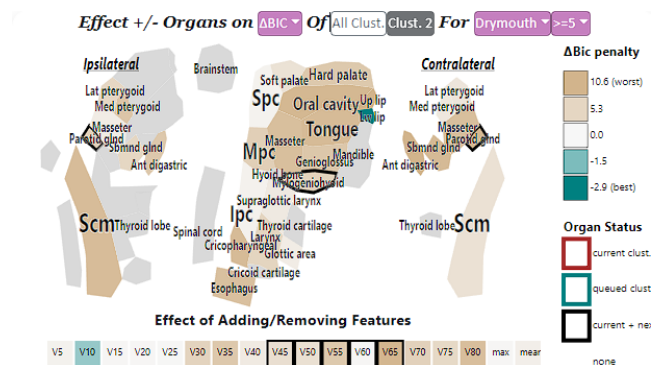 Effect +/- Organs on ΔBIC Of All Clust. Clust. 2 For Drymouth >=5
Ipsilateral
Brainstem
Soft palate
Hard palate
Contralateral
ΔBic penalty
Lat pterygoid
Med pterygoid
Spc
Oral cavity
Up lip
Lw lip
Lat pterygoid
Med pterygoid
10.6 (worst)
5.3
0.0
-1.5
-2.9 (best)
Masseter
Parotid glnd
Sbmnd glnd
Ant digastric
Tongue
Masseter
Mpc
Mandible
Genioglossus
Hyoid bone
Mylogeniohyoid
Masseter
Parotid glnd
Sbmnd glnd
Ant digastric
Supraglottic larynx
Ipc
Scm
Thyroid lobe
Spinal cord
Thyroid cartilage
Larynx
Cricopharyngeal
Glottic area
Cricoid cartilage
Esophagus
Thyroid lobe
Scm
Organ Status
current clust.
queued clust
current + nex
none
Effect of Adding/Removing Features
V5 V10 V15 V20 V25 V30 V35 V40 V45 V50 V55 V60 V65 V70 V75 V80 max mear